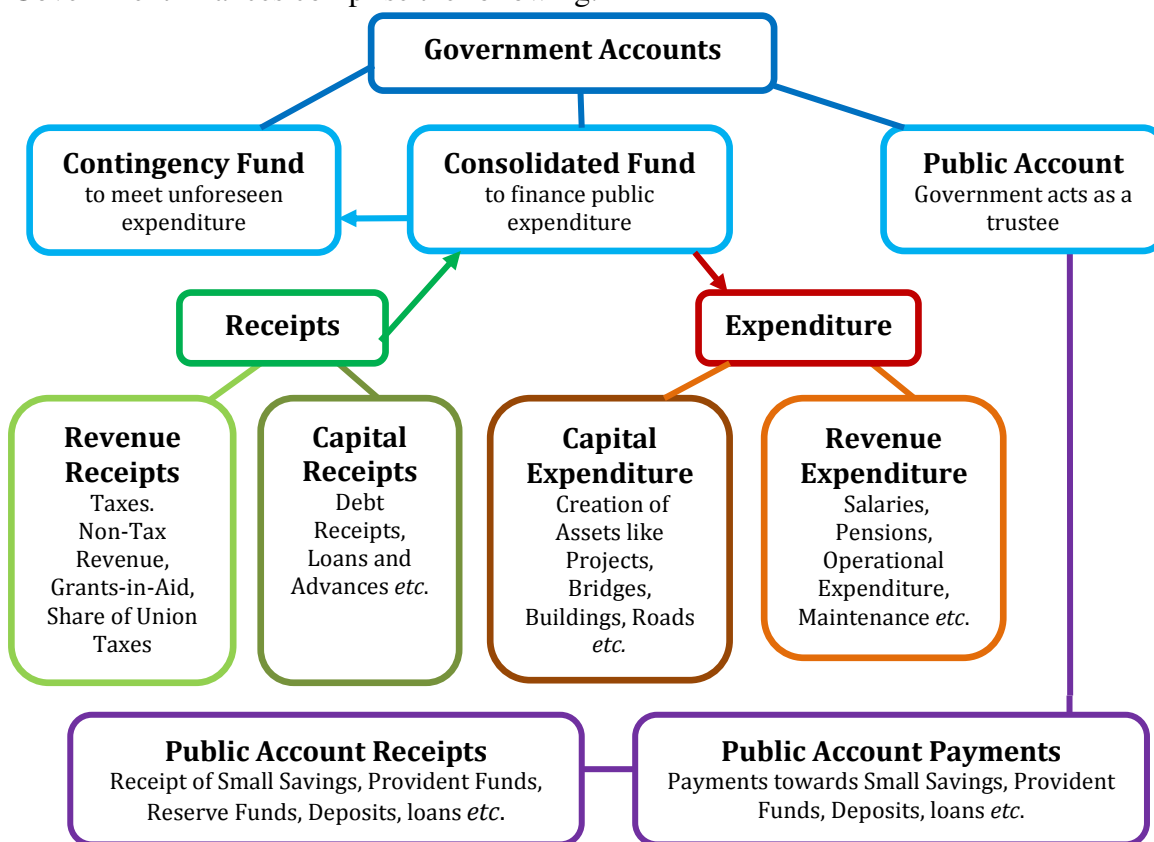 Government Accounts
Contingency Fund
to meet unforeseen
expenditure
Consolidated Fund
to finance public
expenditure
Public Account
Government acts as a
trustee
Receipts
Expenditure
Revenue
Receipts
Taxes.
Non-Tax
Revenue,
Grants-in-Aid,
Share of Union
Taxes
Capital
Receipts
Debt
Receipts,
Loans and
Advances etc.
Capital
Expenditure
Creation of
Assets like
Projects,
Bridges,
Buildings, Roads
etc.
Revenue
Expenditure
Salaries,
Pensions,
Operational
Expenditure,
Maintenance etc.
Public Account Receipts
Receipt of Small Savings, Provident Funds,
Reserve Funds, Deposits, loans etc.
Public Account Payments
Payments towards Small Savings, Provident
Funds, Deposits, loans etc.